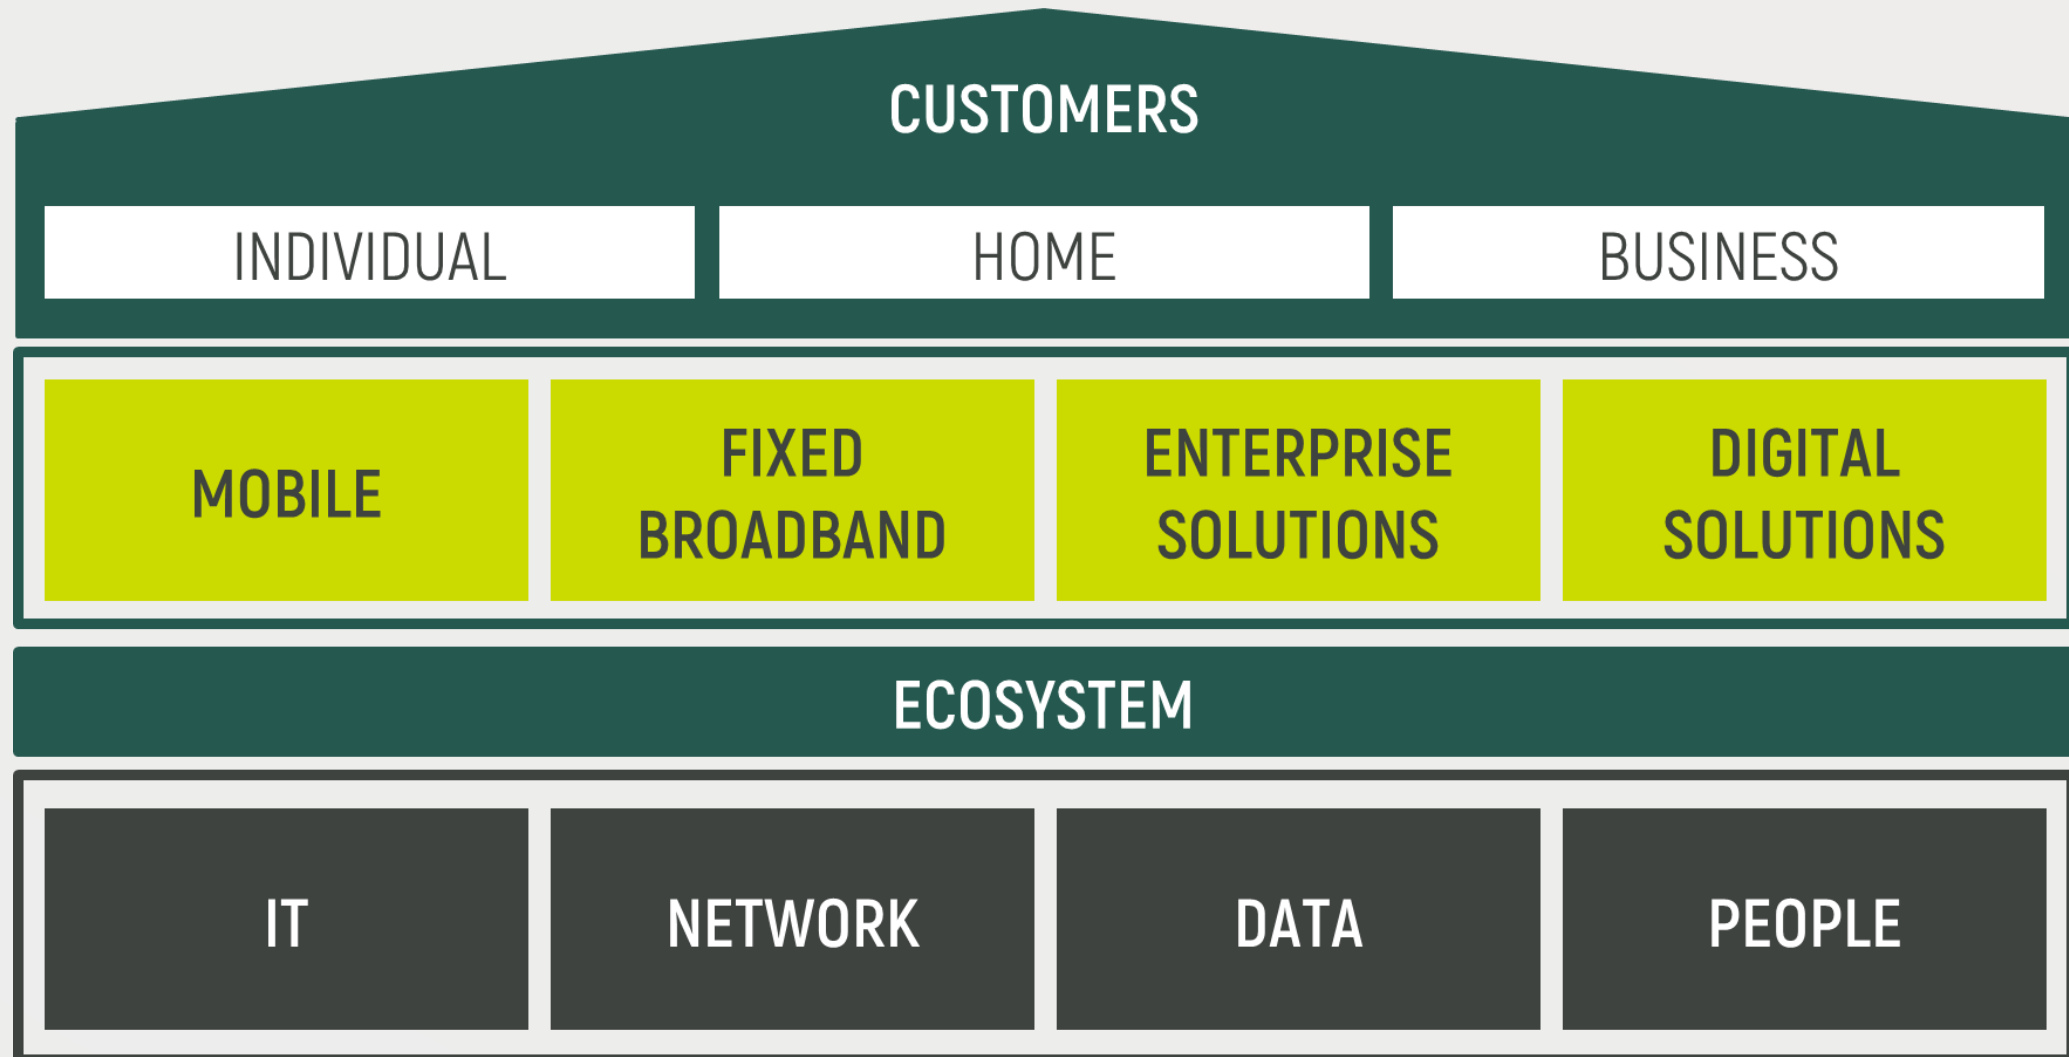 CUSTOMERS
INDIVIDUAL
HOME
BUSINESS
MOBILE
FIXED
BROADBAND
ENTERPRISE
SOLUTIONS
DIGITAL
SOLUTIONS
ECOSYSTEM
IT
NETWORK
DATA
PEOPLE